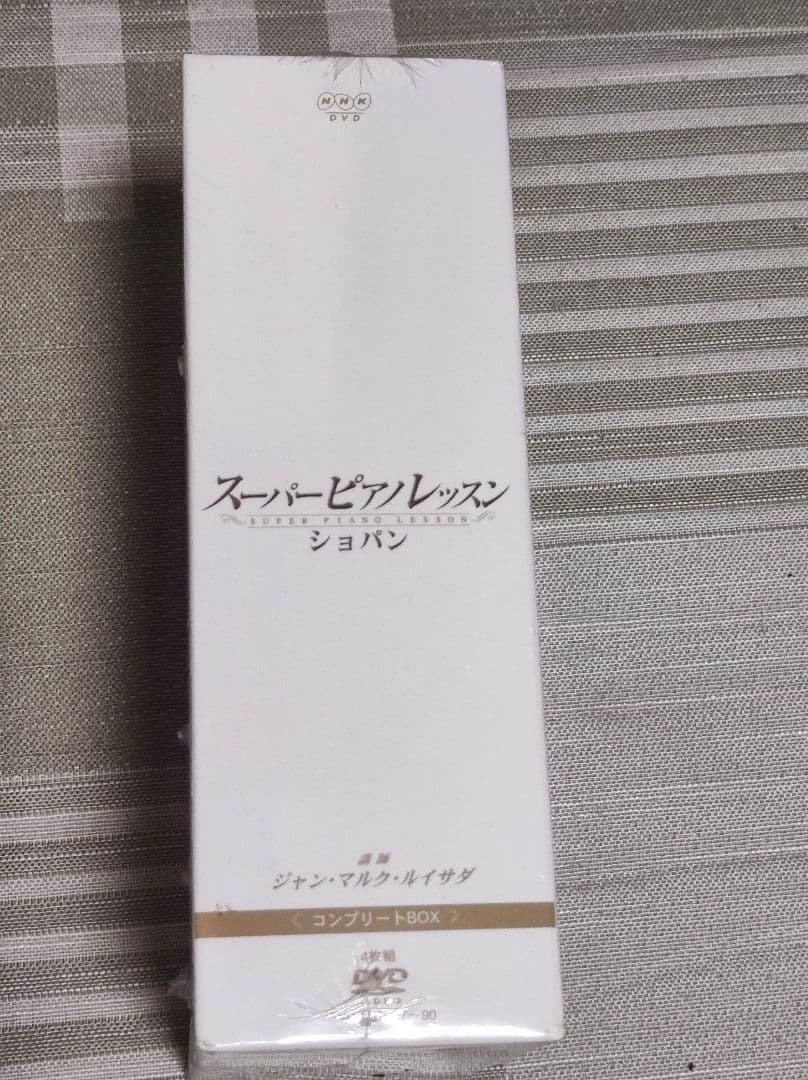 NHK
DVD
スーパーピアノレッスン
SUPER PIANO LESSON
ショパン
講師
ジャン・マルク・ルイサダ
コンプリートBOX
4枚組
DVD
VIDEO
〜90